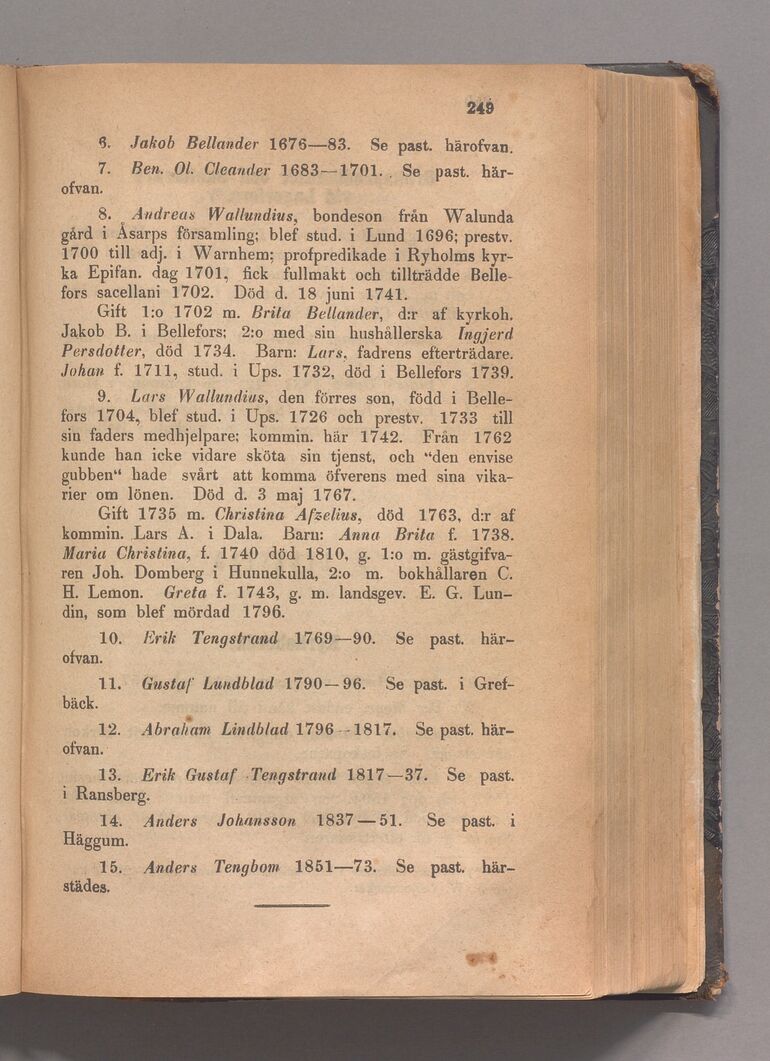 249
6. Jakob Bellander 1676—83. Se past. härofvan.
7. Ben. Ol. Cleander 1683—1701. Se past. här-
ofvan.
8. Andreas Wallundius, bondeson från Walunda
gård i Åsarps församling; blef stud. i Lund 1696; prestv.
1700 till adj. i Warnhem; profpredikade i Ryholms kyr-
ka Epifan. dag 1701, fick fullmakt och tillträdde Belle-
fors sacellani 1702. Död d. 18 juni 1741.
Gift 1:o 1702 m. Brita Bellander, d:r af kyrkoh.
Jakob B. i Bellefors; 2:o med sin hushållerska Ingjerd
Persdotter, död 1734. Barn: Lars, fadrens efterträdare.
Johan f. 1711, stud. i Ups. 1732, död i Bellefors 1739.
9. Lars Wallundius, den förres son, född i Belle-
fors 1704, blef stud. i Ups. 1726 och prestv. 1733 till
sin faders medhjelpare; kommin. här 1742. Från 1762
kunde han icke vidare sköta sin tjenst, och “den envise
gubben“ hade svårt att komma öfverens med sina vika-
rier om lönen. Död d. 3 maj 1767.
Gift 1735 m. Christina Afzelius, död 1763, d:r af
kommin. Lars A. i Dala. Barn: Anna Brita f. 1738.
Maria Christina, f. 1740 död 1810, g. 1:o m. gästgifva-
ren Joh. Domberg i Hunnekulla, 2:o m. bokhållaren C.
H. Lemon. Greta f. 1743, g. m. landsgev. E. G. Lun-
din, som blef mördad 1796.
10. Erik Tengstrand 1769—90. Se past. här-
ofvan.
11. Gustaf Lundblad 1790—96. Se past. i Gref-
bäck.
12. Abraham Lindblad 1796—1817. Se past. här-
ofvan.
13. Erik Gustaf Tengstrand 1817—37. Se past.
i Ransberg.
14. Anders Johansson 1837—51. Se past. i
Häggum.
15. Anders Tengbom 1851—73. Se past. här-
städes.